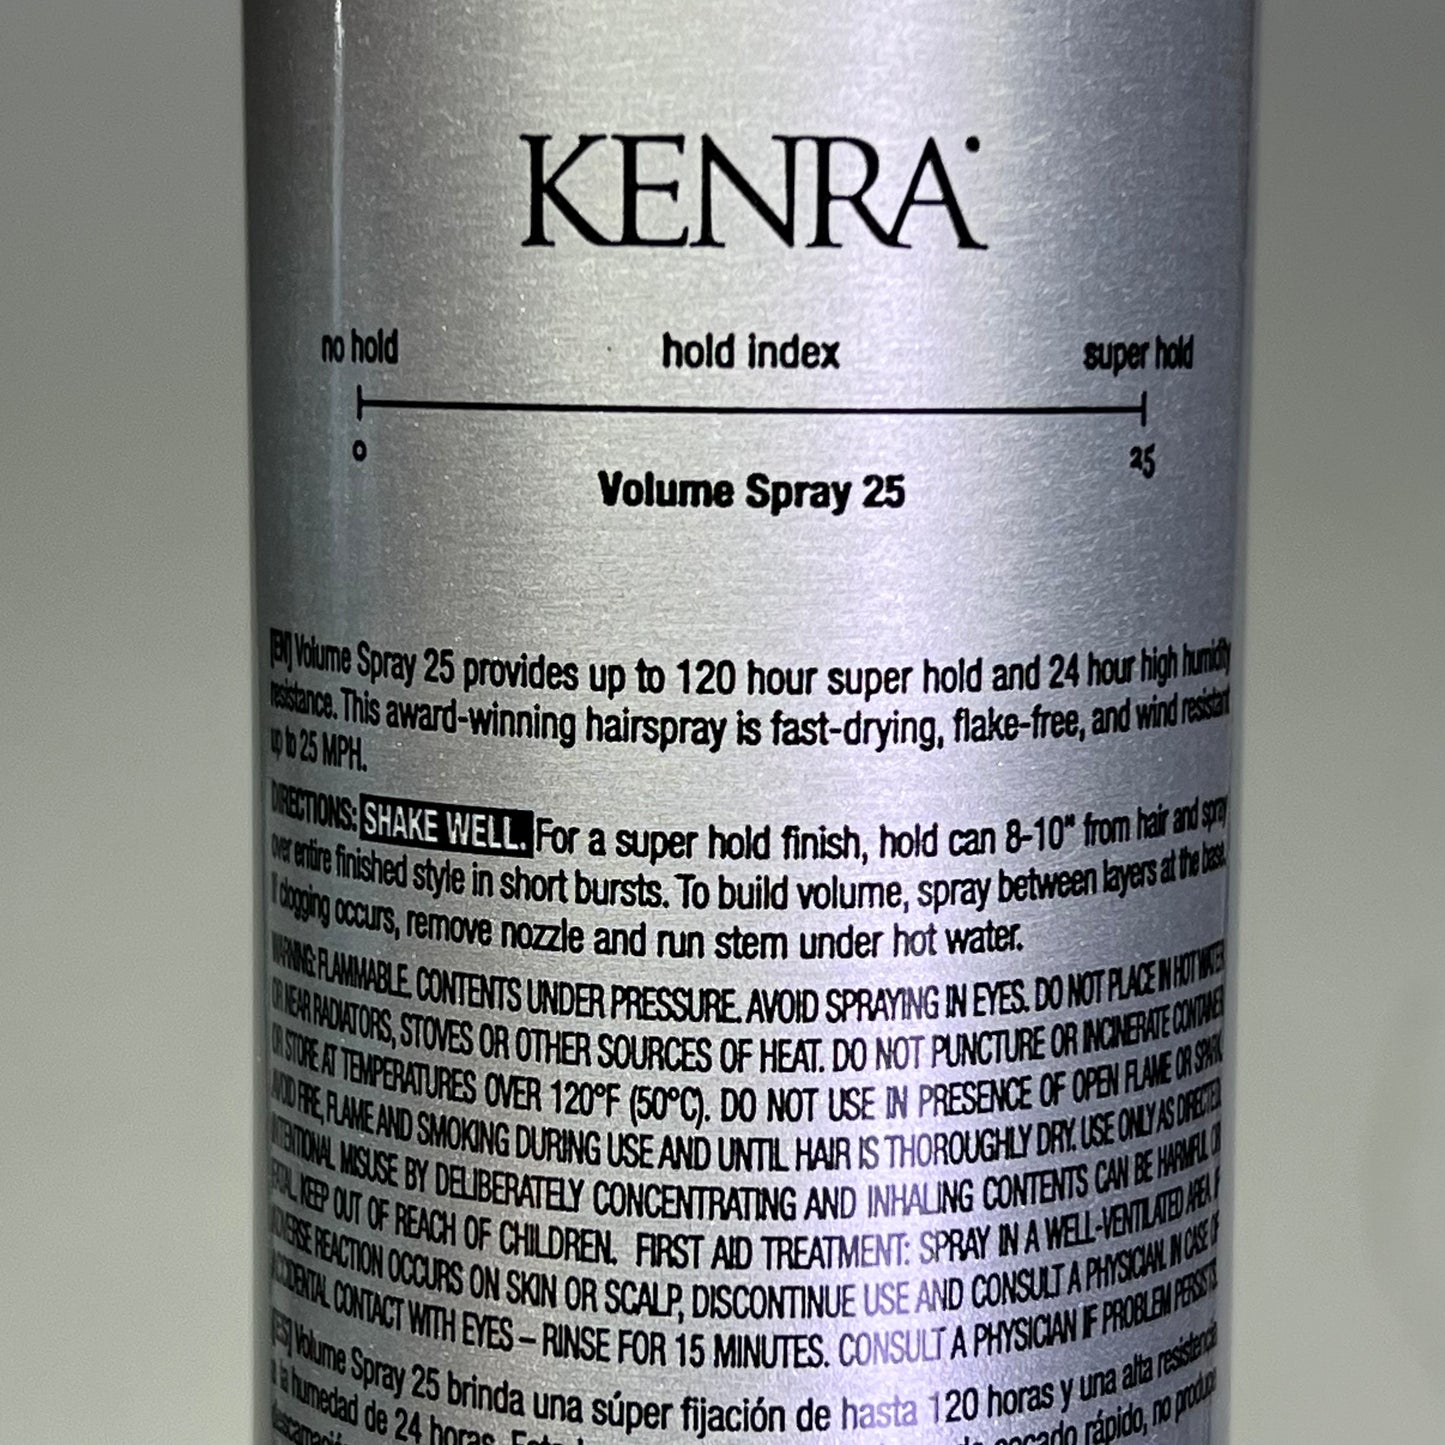 KENRA
no hold hold index super hold
0 25
Volume Spray 25
[EN] Volume Spray 25 provides up to 120 hour super hold and 24 hour high humidity
resistance. This award-winning hairspray is fast-drying, flake-free, and wind resistant
up to 25 MPH.
DIRECTIONS: SHAKE WELL. For a super hold finish, hold can 8-10" from hair and spray
over entire finished style in short bursts. To build volume, spray between layers at the base.
If clogging occurs, remove nozzle and run stem under hot water.
WARNING: FLAMMABLE. CONTENTS UNDER PRESSURE. AVOID SPRAYING IN EYES. DO NOT PLACE IN HOT WATER
OR NEAR RADIATORS, STOVES OR OTHER SOURCES OF HEAT. DO NOT PUNCTURE OR INCINERATE CONTAINER
OR STORE AT TEMPERATURES OVER 120°F (50°C). DO NOT USE IN PRESENCE OF OPEN FLAME OR SPARK.
AVOID FIRE, FLAME AND SMOKING DURING USE AND UNTIL HAIR IS THOROUGHLY DRY. USE ONLY AS DIRECTED.
INTENTIONAL MISUSE BY DELIBERATELY CONCENTRATING AND INHALING CONTENTS CAN BE HARMFUL OR
FATAL. KEEP OUT OF REACH OF CHILDREN. FIRST AID TREATMENT: SPRAY IN A WELL-VENTILATED AREA. IF
ADVERSE REACTION OCCURS ON SKIN OR SCALP, DISCONTINUE USE AND CONSULT A PHYSICIAN. IN CASE OF
ACCIDENTAL CONTACT WITH EYES – RINSE FOR 15 MINUTES. CONSULT A PHYSICIAN IF PROBLEM PERSISTS.
[ES] Volume Spray 25 brinda una súper fijación de hasta 120 horas y una alta resistencia
a la humedad de 24 horas. rápido, no produce